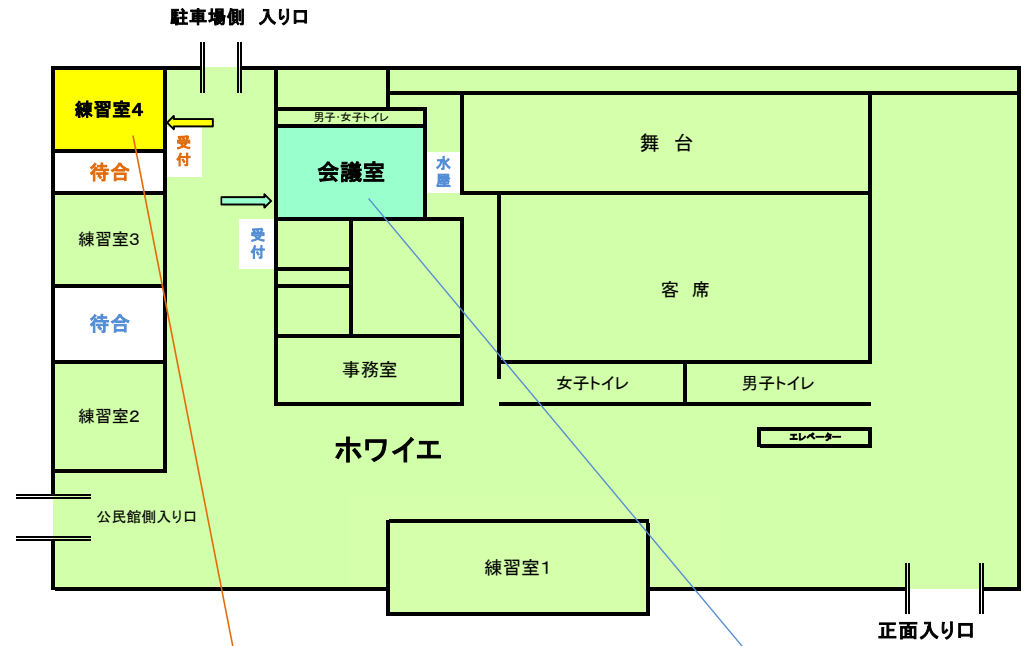 駐車場側 入り口
練習室4
受付
待合
男子・女子トイレ
会議室
水屋
舞 台
練習室3
受付
客 席
待合
事務室
女子トイレ
男子トイレ
練習室2
ホワイエ
エレベーター
公民館側入り口
練習室1
正面入り口